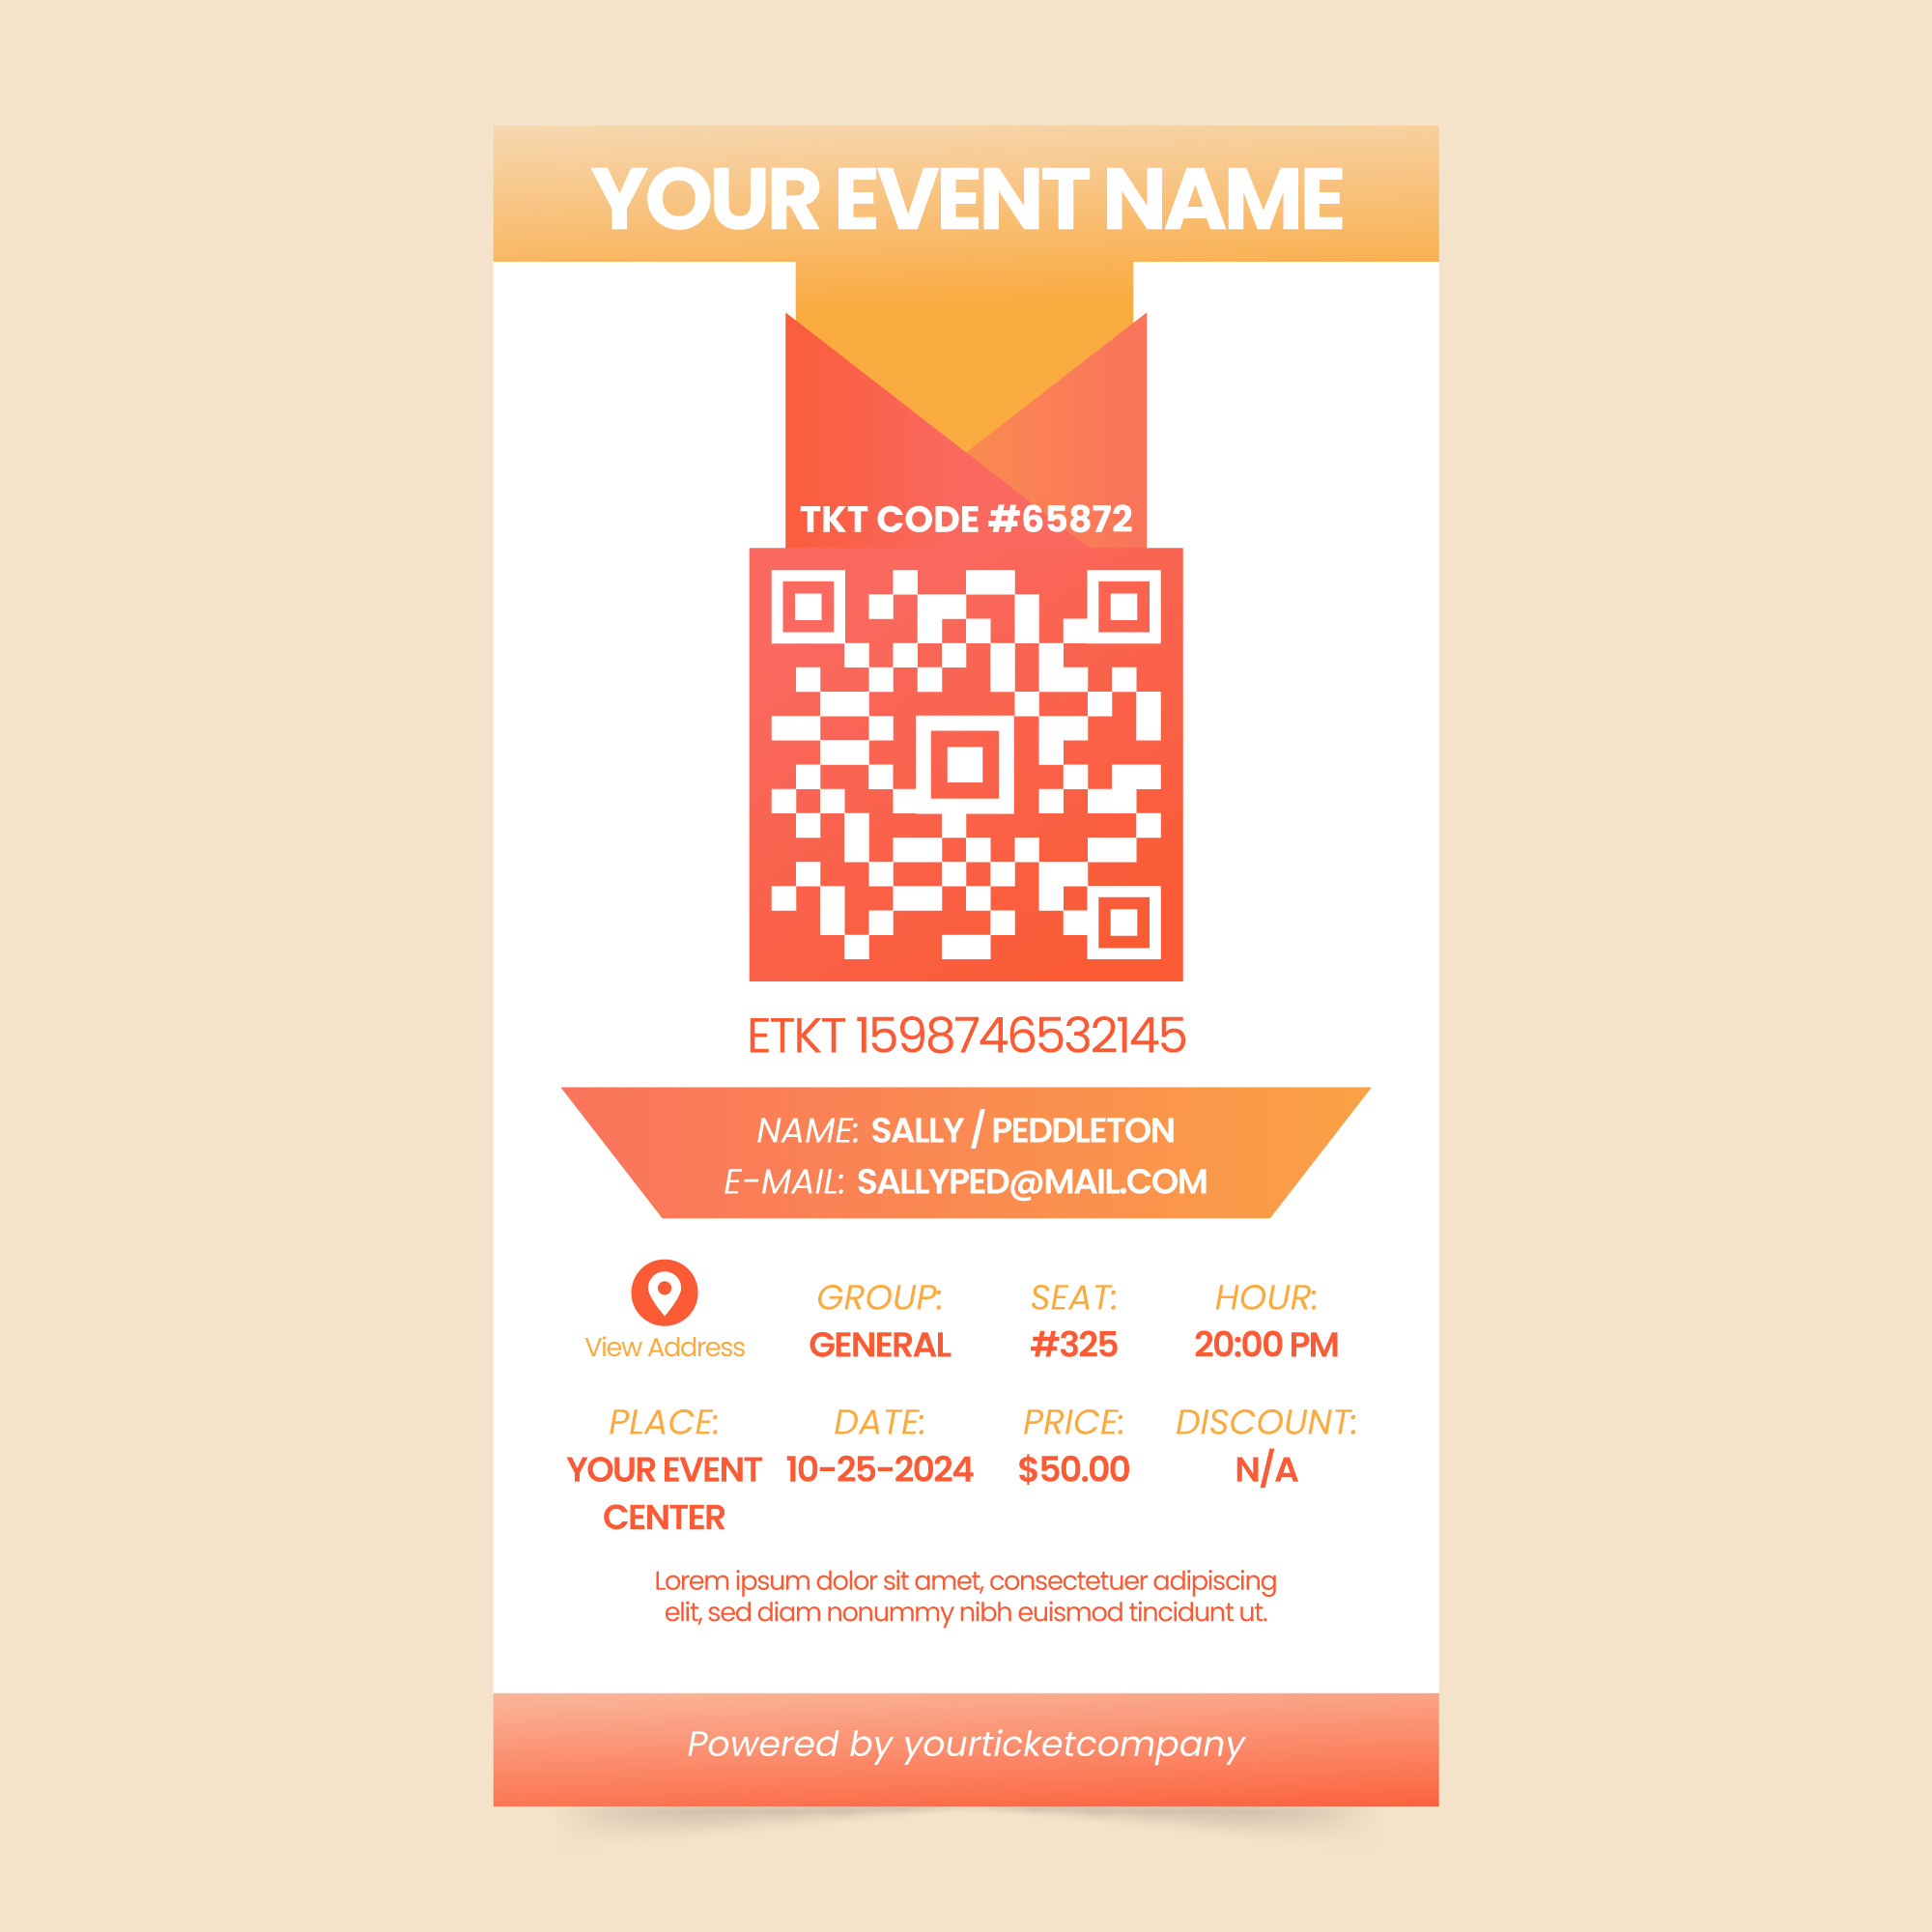 YOUR EVENT NAME
TKT CODE #65872
ETKT 1598746532145
NAME: SALLY / PEDDLETON
E-MAIL: SALLYPED@MAIL.COM
View Address
GROUP:
GENERAL
SEAT:
#325
HOUR:
20:00 PM
PLACE:
YOUR EVENT
CENTER
DATE:
10-25-2024
PRICE:
$50.00
DISCOUNT:
N/A
Lorem ipsum dolor sit amet, consectetuer adipiscing
elit, sed diam nonummy nibh euismod tincidunt ut.
Powered by yourticketcompany